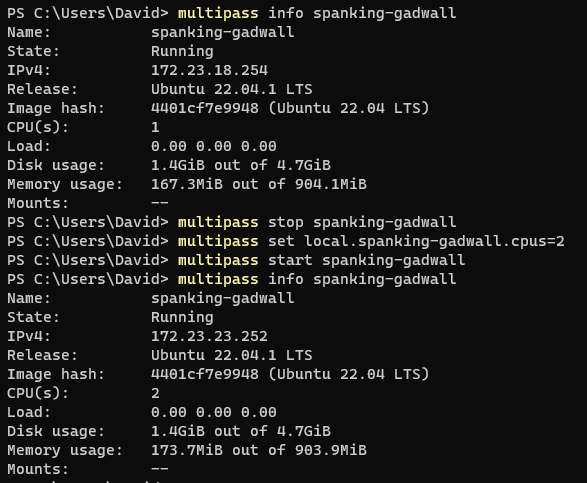 PS C:\Users\David> multipass info spanking-gadwall
Name:           spanking-gadwall
State:          Running
IPv4:           172.23.18.254
Release:        Ubuntu 22.04.1 LTS
Image hash:     4401cf7e9948 (Ubuntu 22.04 LTS)
CPU(s):         1
Load:           0.00 0.00 0.00
Disk usage:     1.4GiB out of 4.7GiB
Memory usage:   167.3MiB out of 904.1MiB
Mounts:         --
PS C:\Users\David> multipass stop spanking-gadwall
PS C:\Users\David> multipass set local.spanking-gadwall.cpus=2
PS C:\Users\David> multipass start spanking-gadwall
PS C:\Users\David> multipass info spanking-gadwall
Name:           spanking-gadwall
State:          Running
IPv4:           172.23.23.252
Release:        Ubuntu 22.04.1 LTS
Image hash:     4401cf7e9948 (Ubuntu 22.04 LTS)
CPU(s):         2
Load:           0.00 0.00 0.00
Disk usage:     1.4GiB out of 4.7GiB
Memory usage:   173.7MiB out of 903.9MiB
Mounts:         --